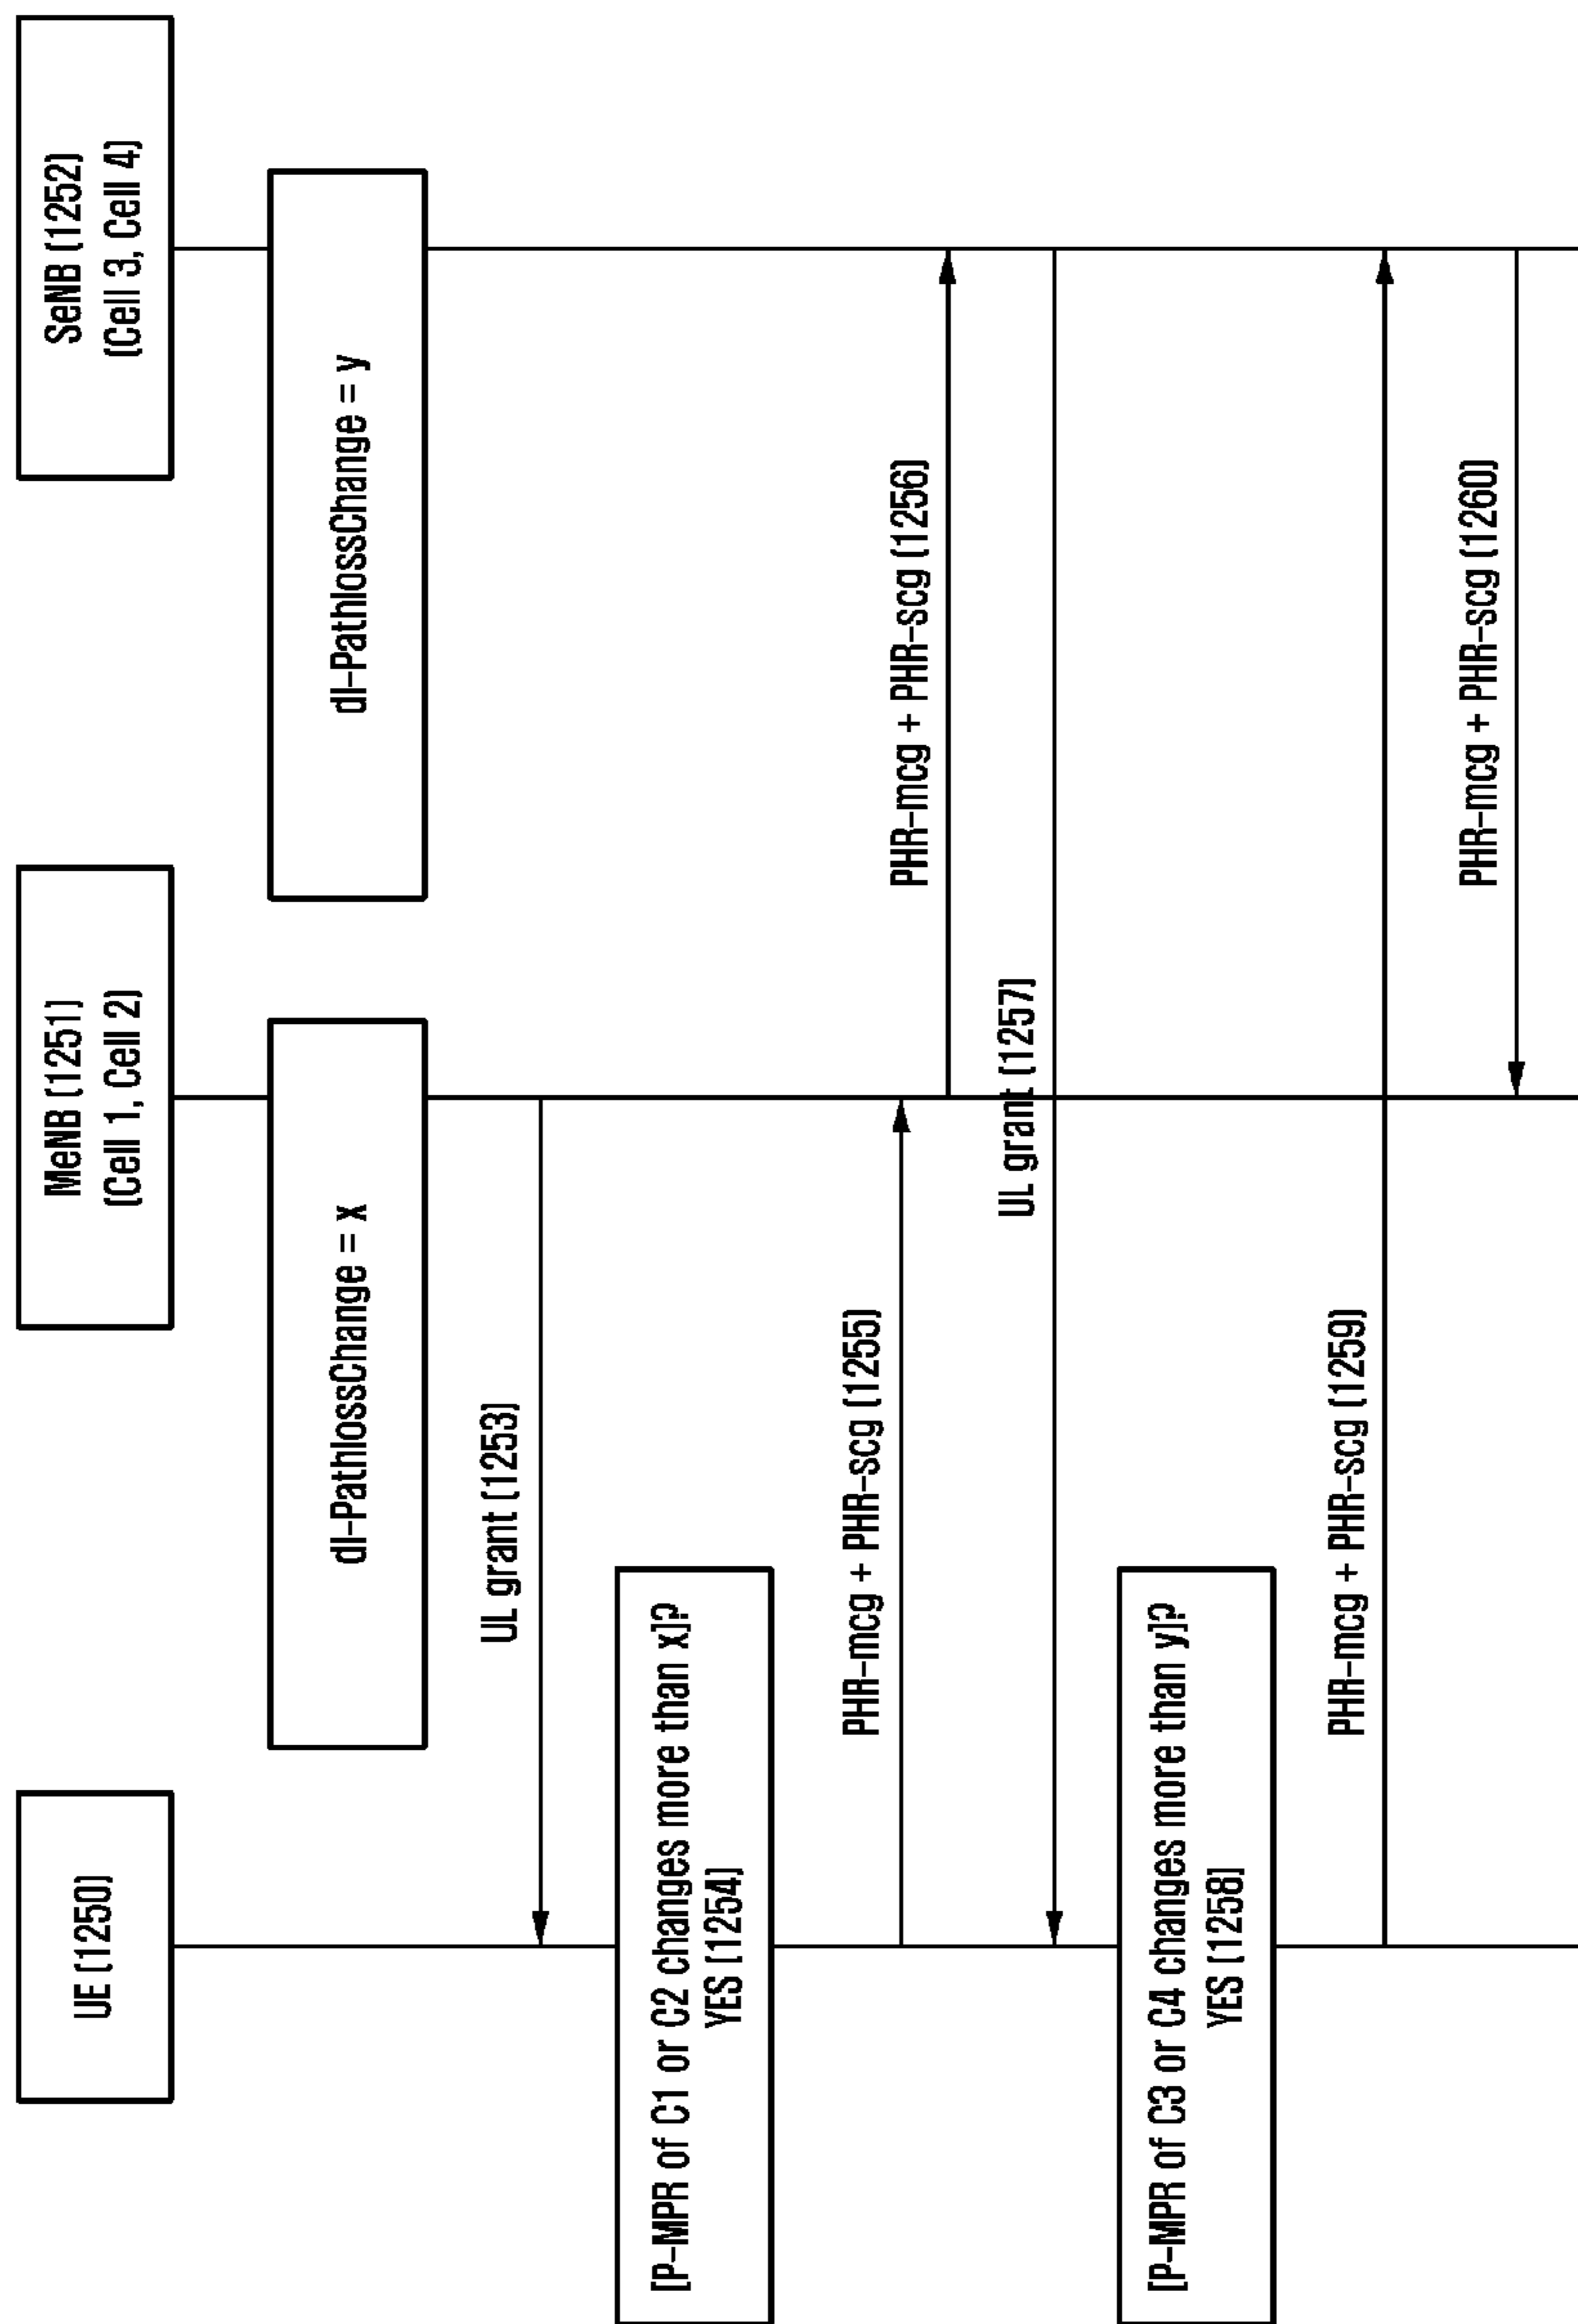 UE (1250)
MeNB (1251)
(Cell 1, Cell 2)
SeNB (1252)
(Cell 3, Cell 4)
dl-PathlossChange = x
dl-PathlossChange = y
UL grant (1253)
[P-MPR of C1 or C2 changes more than x]?
YES (1254)
PHR-mcg + PHR-scg (1255)
PHR-mcg + PHR-scg (1256)
UL grant (1257)
[P-MPR of C3 or C4 changes more than y]?
YES (1258)
PHR-mcg + PHR-scg (1259)
PHR-mcg + PHR-scg (1260)